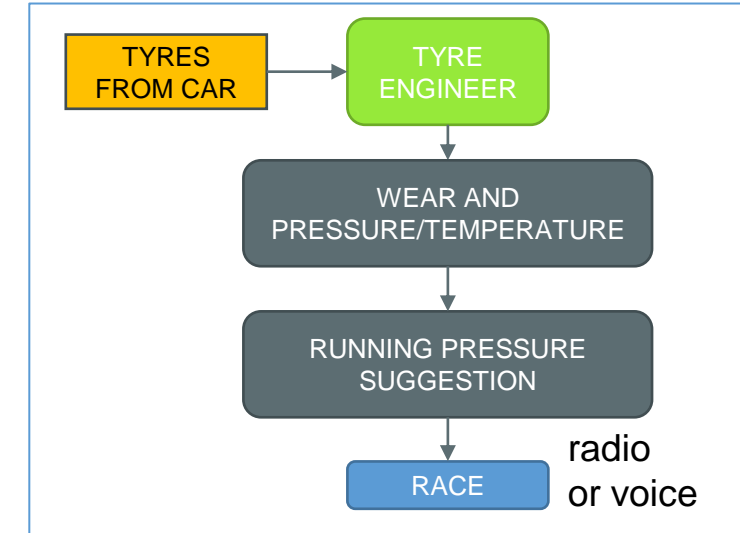 TYRES
FROM CAR
TYRE
ENGINEER
WEAR AND
PRESSURE/TEMPERATURE
RUNNING PRESSURE
SUGGESTION
RACE
radio
or voice